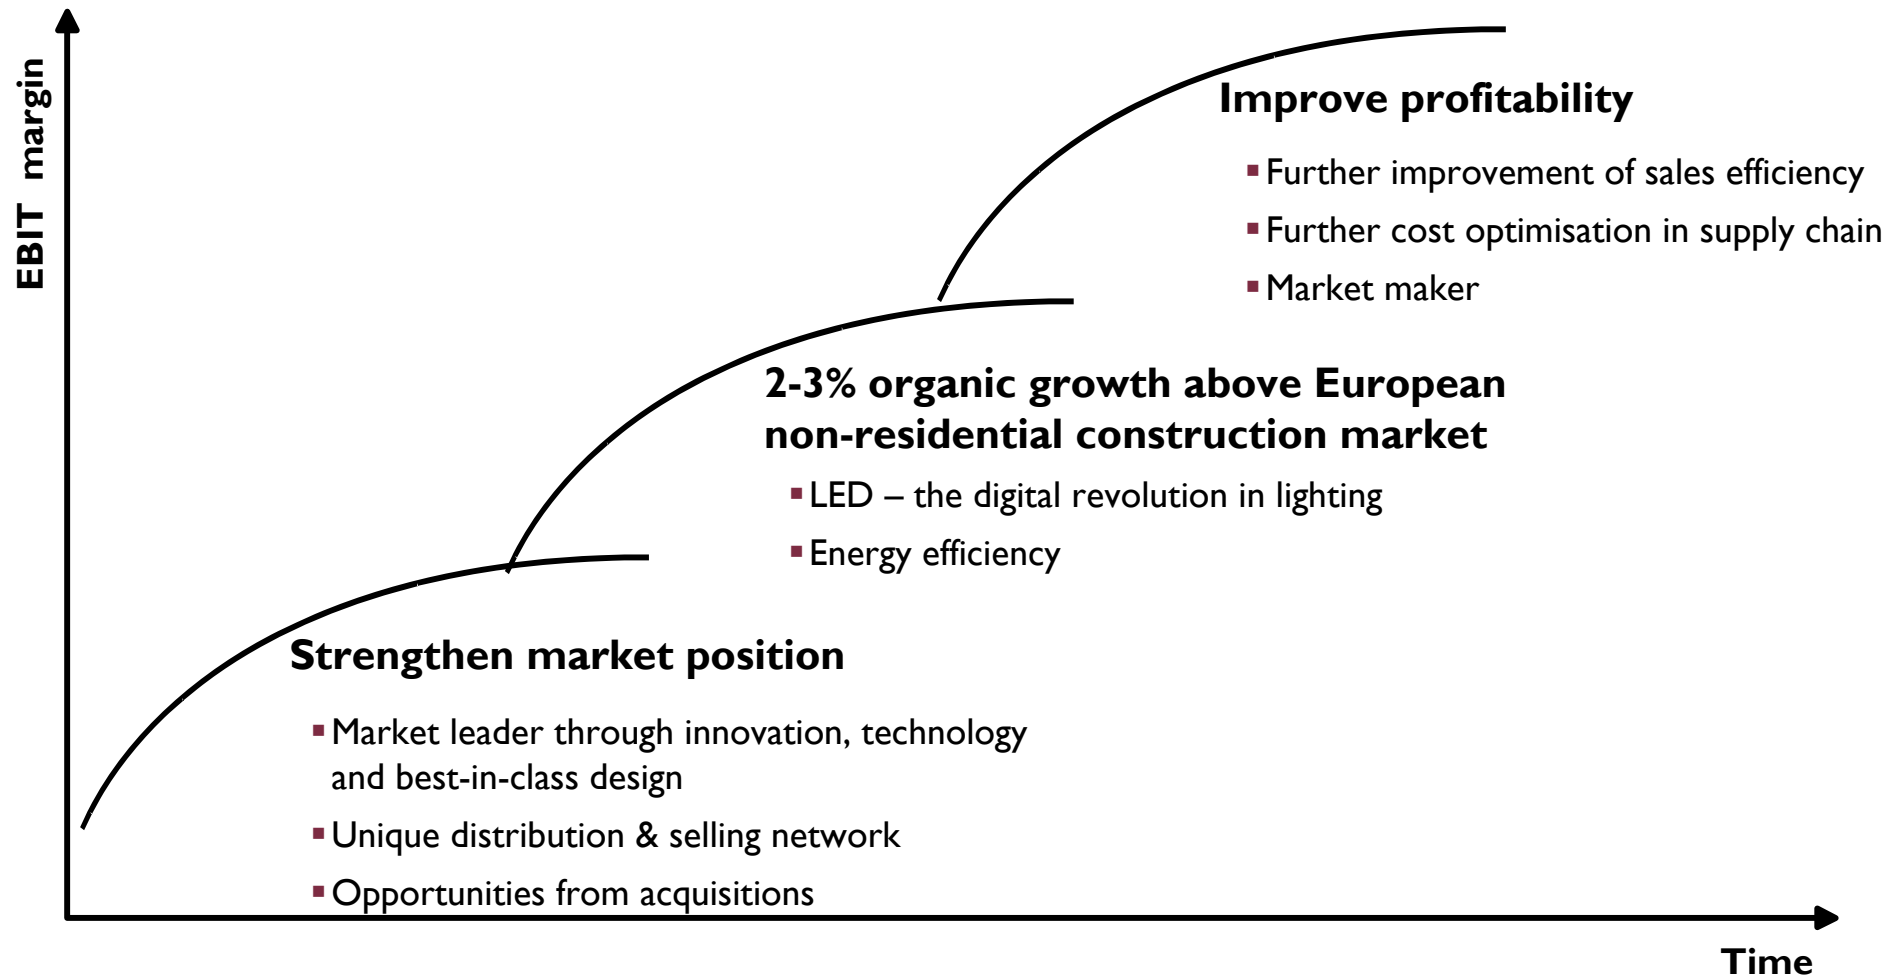 EBIT margin
Improve profitability
Further improvement of sales efficiency
Further cost optimisation in supply chain
Market maker
2-3% organic growth above European
non-residential construction market
LED – the digital revolution in lighting
Energy efficiency
Strengthen market position
Market leader through innovation, technology
and best-in-class design
Unique distribution & selling network
Opportunities from acquisitions
Time